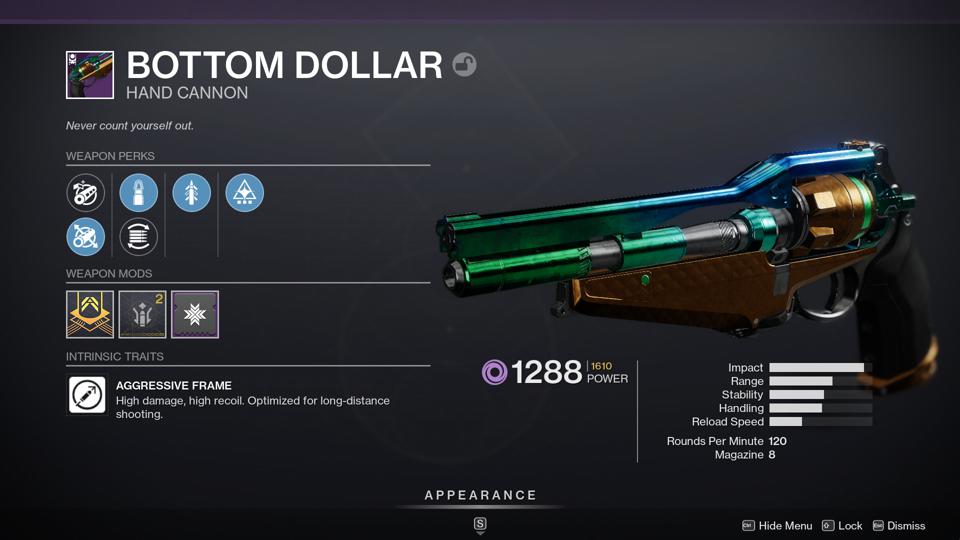 BOTTOM DOLLAR
HAND CANNON
Never count yourself out.
WEAPON PERKS
WEAPON MODS
2
INTRINSIC TRAITS
AGGRESSIVE FRAME
High damage, high recoil. Optimized for long-distance
shooting.
1288 1610
POWER
Impact
Range
Stability
Handling
Reload Speed
Rounds Per Minute 120
Magazine 8
APPEARANCE
S
Ctrl Hide Menu Lock Esc Dismiss